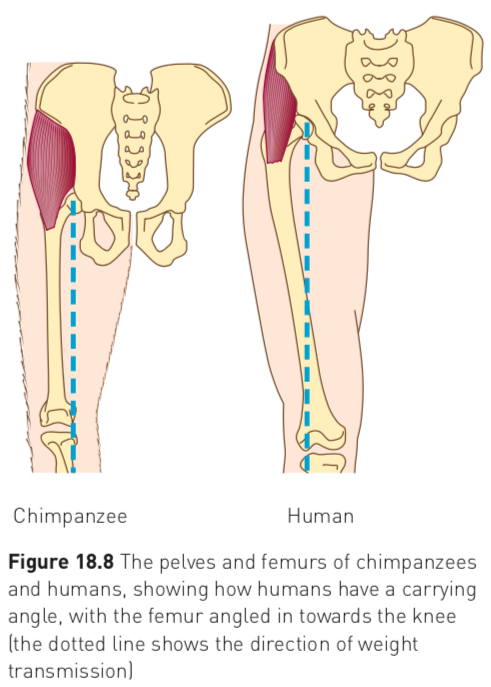 Chimpanzee
Human
Figure 18.8 The pelves and femurs of chimpanzees
and humans, showing how humans have a carrying
angle, with the femur angled in towards the knee
(the dotted line shows the direction of weight
transmission)